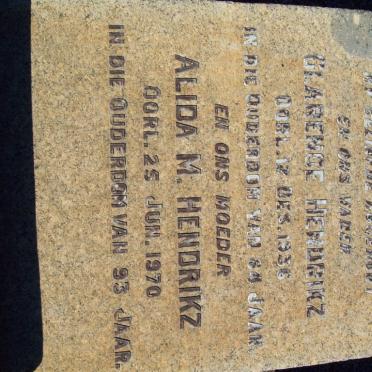 EN ONS VADER
CLARENCE HENDRIKZ
OORL. 17 DES. 1936
IN DIE OUDERDOM VAN 64 JAAR
EN ONS MOEDER
ALIDA M. HENDRIKZ
OORL. 25 JUN. 1970
IN DIE OUDERDOM VAN 93 JAAR.